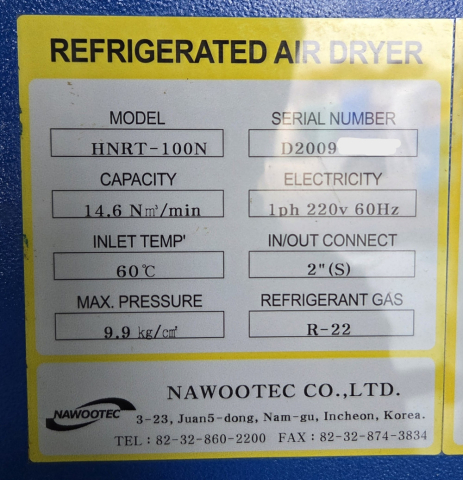 REFRIGERATED AIR DRYER
MODEL SERIAL NUMBER
HNRT-100N D2009
CAPACITY ELECTRICITY
14.6 N㎥/min 1ph 220v 60Hz
INLET TEMP' IN/OUT CONNECT
60℃ 2"(S)
MAX. PRESSURE REFRIGERANT GAS
9.9 kg/㎠ R-22
NAWOOTEC
NAWOOTEC CO.,LTD.
3-23, Juan5-dong, Nam-gu, Incheon, Korea.
TEL : 82-32-860-2200 FAX : 82-32-874-3834